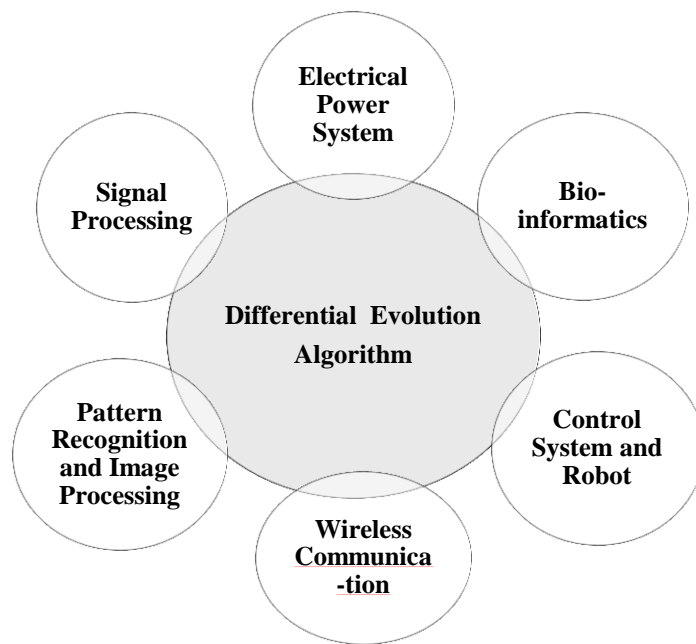 Electrical
Power
System
Signal
Processing
Bio-
informatics
Differential Evolution
Algorithm
Pattern
Recognition
and Image
Processing
Control
System and
Robot
Wireless
Communica
-tion